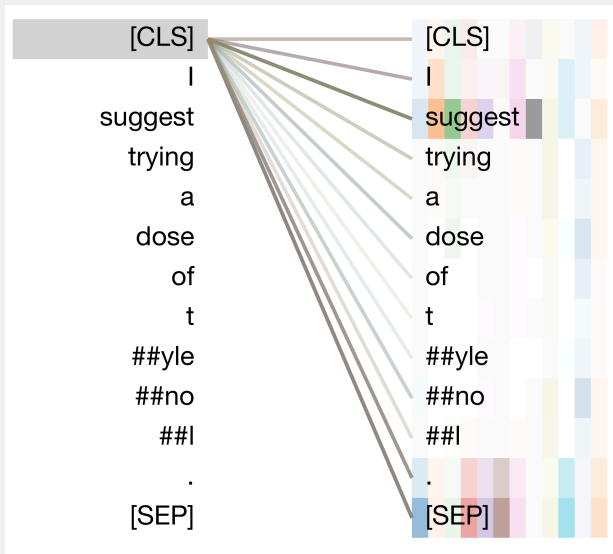 [CLS] [CLS]
I I
suggest suggest
trying trying
a a
dose dose
of of
t t
##yle ##yle
##no ##no
##l ##l
. .
[SEP] [SEP]